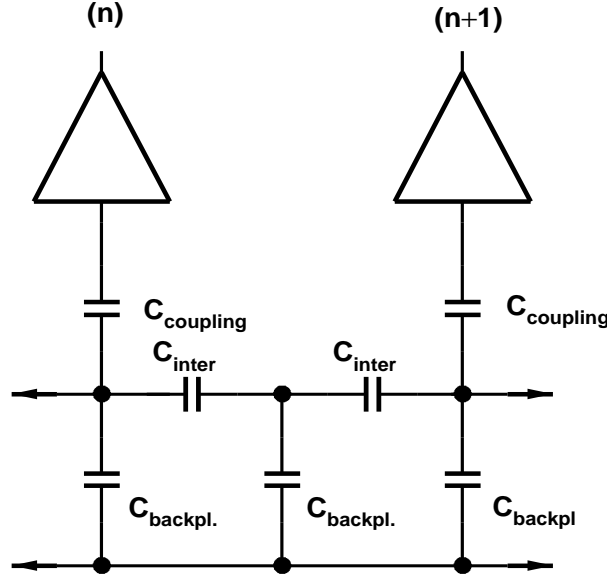 (n) (n+1)
C_coupling C_coupling
C_inter C_inter
C_backpl. C_backpl. C_backpl